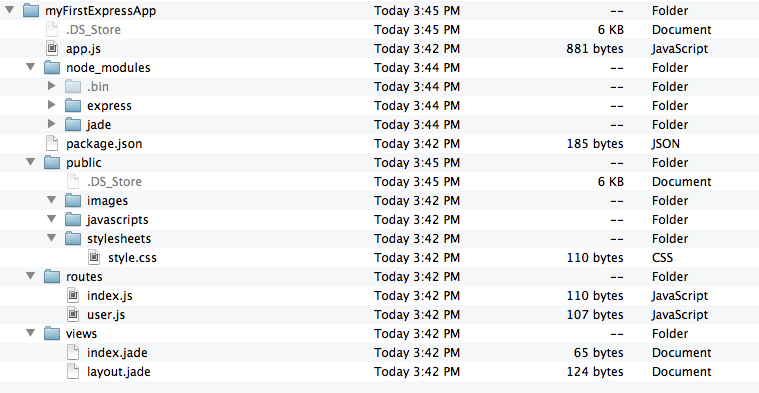 myFirstExpressApp Today 3:45 PM -- Folder
.DS_Store Today 3:45 PM 6 KB Document
app.js Today 3:42 PM 881 bytes JavaScript
node_modules Today 3:44 PM -- Folder
.bin Today 3:44 PM -- Folder
express Today 3:44 PM -- Folder
jade Today 3:44 PM -- Folder
package.json Today 3:42 PM 185 bytes JSON
public Today 3:45 PM -- Folder
.DS_Store Today 3:45 PM 6 KB Document
images Today 3:42 PM -- Folder
javascripts Today 3:42 PM -- Folder
stylesheets Today 3:42 PM -- Folder
style.css Today 3:42 PM 110 bytes CSS
routes Today 3:42 PM -- Folder
index.js Today 3:42 PM 110 bytes JavaScript
user.js Today 3:42 PM 107 bytes JavaScript
views Today 3:42 PM -- Folder
index.jade Today 3:42 PM 65 bytes Document
layout.jade Today 3:42 PM 124 bytes Document